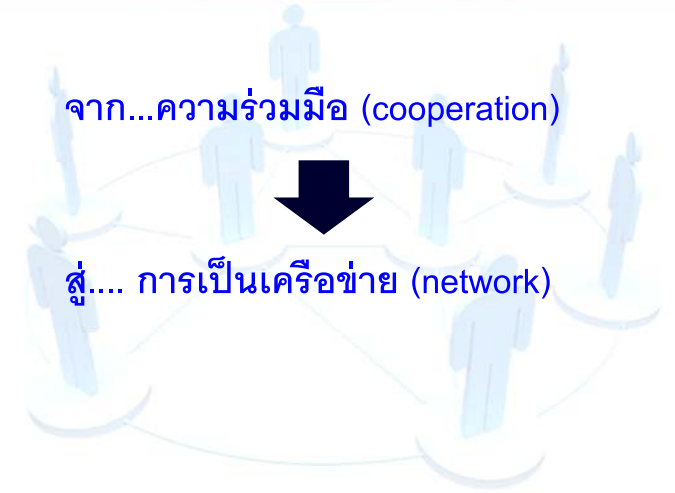 จาก...ความร่วมมือ (cooperation)
สู่.... การเป็นเครือข่าย (network)